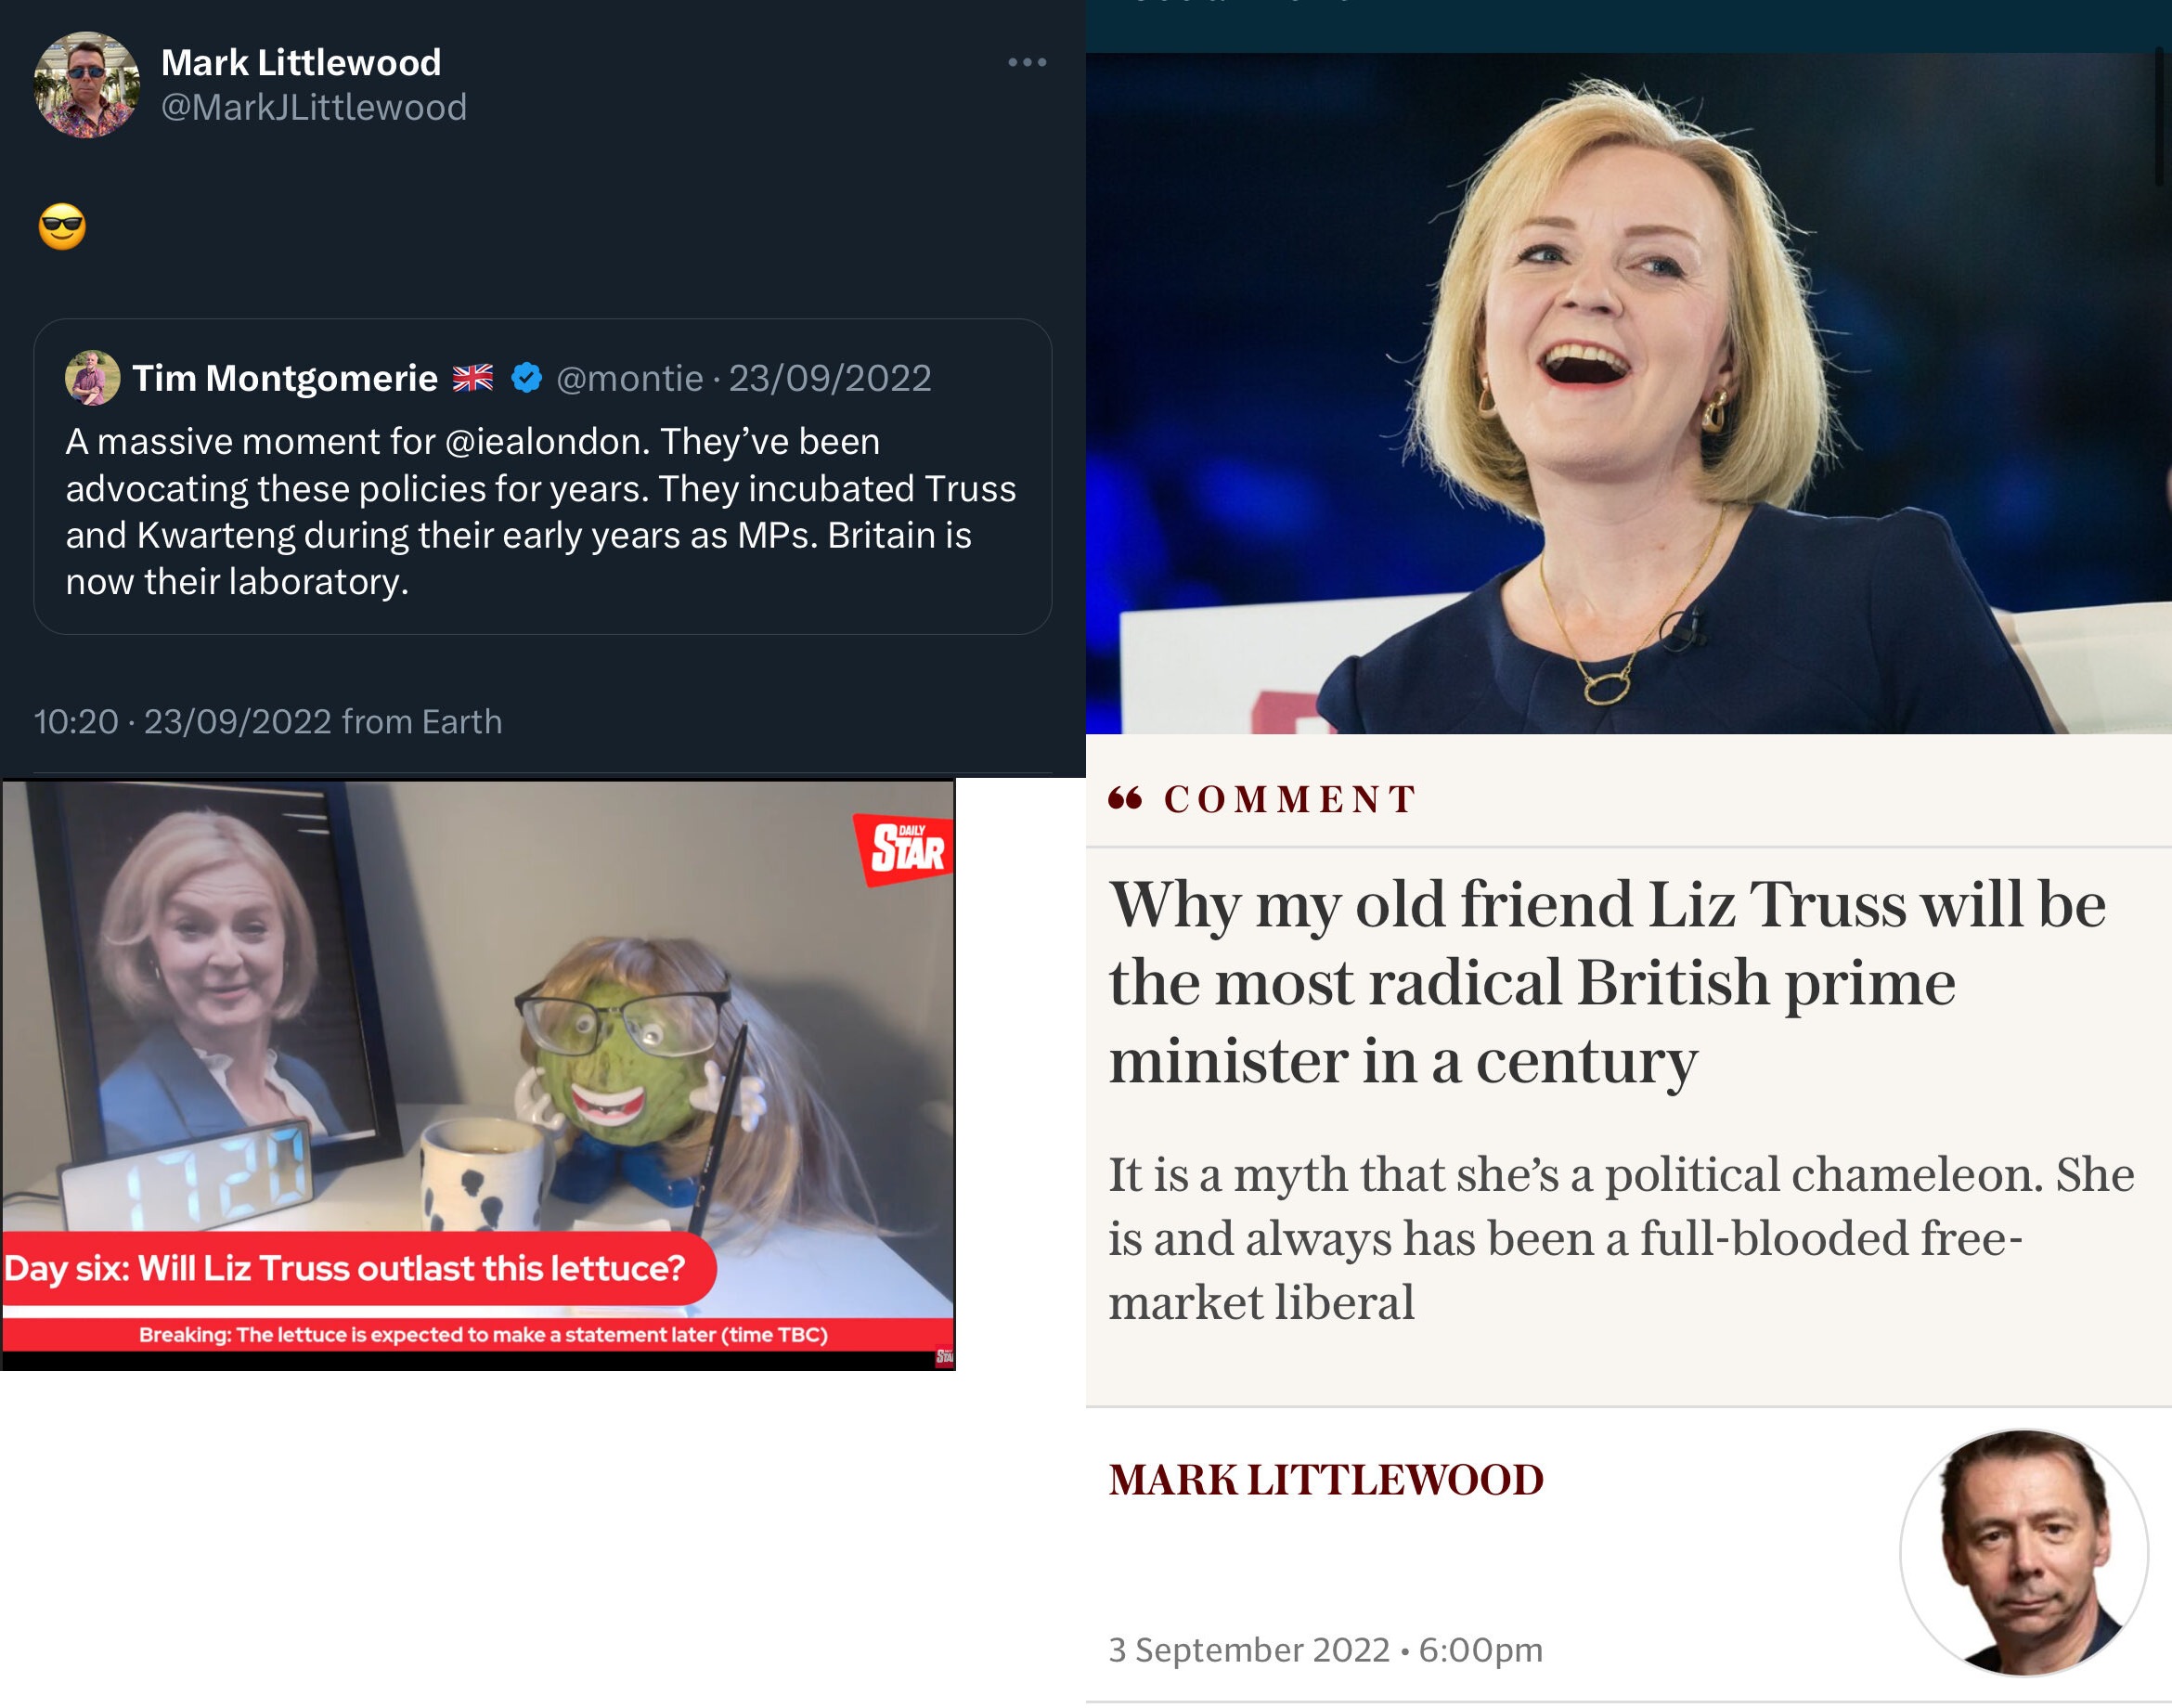 Mark Littlewood
@MarkJLittlewood
😎
Tim Montgomerie 🇬🇧 @montie · 23/09/2022
A massive moment for @iealondon. They've been
advocating these policies for years. They incubated Truss
and Kwarteng during their early years as MPs. Britain is
now their laboratory.
10:20 · 23/09/2022 from Earth
DAILY
STAR
1720
Day six: Will Liz Truss outlast this lettuce?
Breaking: The lettuce is expected to make a statement later (time TBC)
“ COMMENT
Why my old friend Liz Truss will be
the most radical British prime
minister in a century
It is a myth that she's a political chameleon. She
is and always has been a full-blooded free-
market liberal
MARK LITTLEWOOD
3 September 2022 • 6:00pm